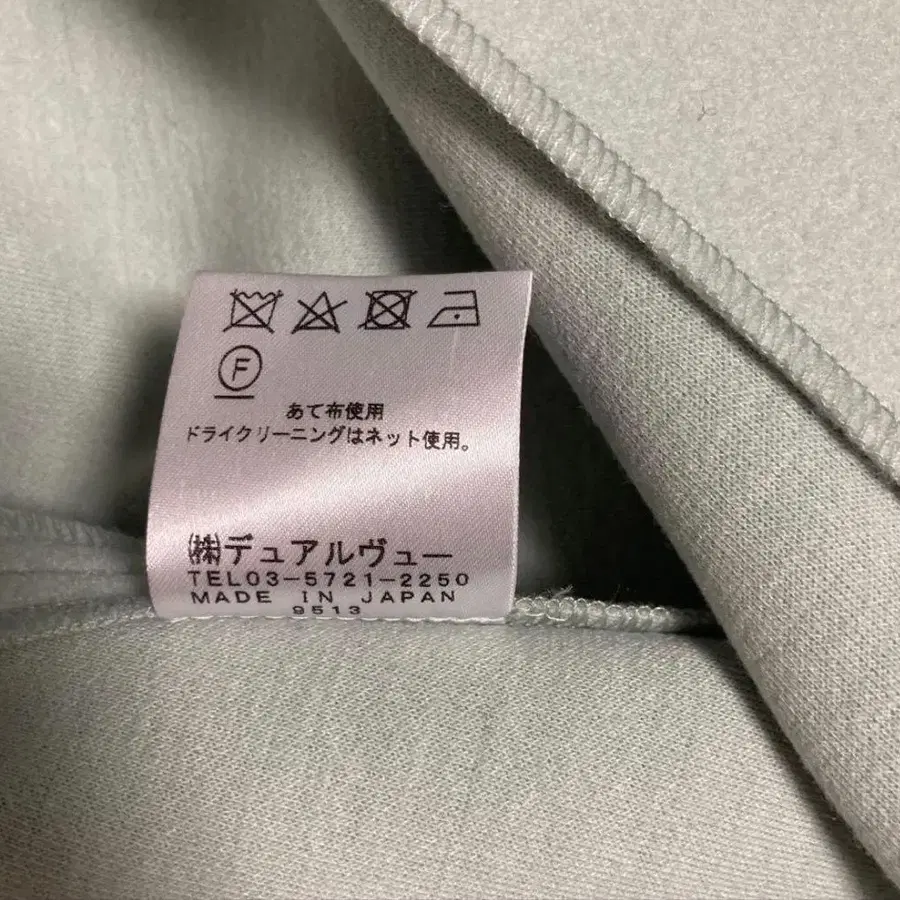 F
あて布使用
ドライクリーニングはネット使用。
㈱デュアルヴュー
TEL03-5721-2250
MADE IN JAPAN
9513